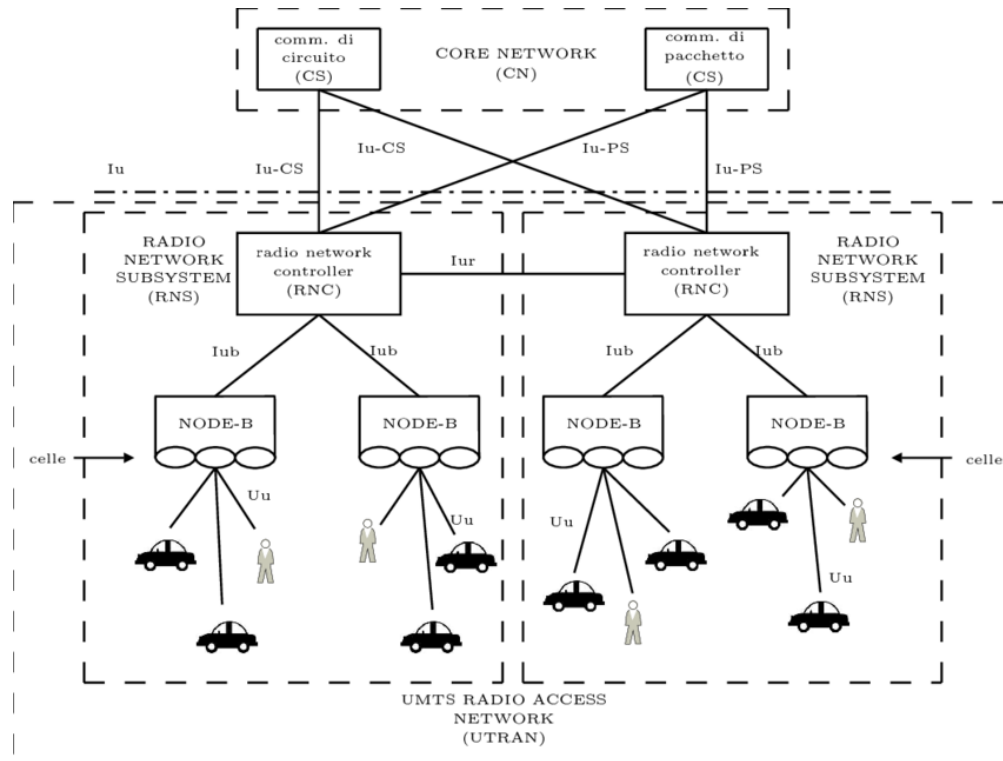 comm. di
circuito
(CS)
CORE NETWORK
(CN)
comm. di
pacchetto
(CS)
Iu
Iu-CS
Iu-CS
Iu-PS
Iu-PS
RADIO
NETWORK
SUBSYSTEM
(RNS)
radio network
controller
(RNC)
Iur
radio network
controller
(RNC)
RADIO
NETWORK
SUBSYSTEM
(RNS)
Iub
Iub
Iub
Iub
NODE-B
NODE-B
NODE-B
NODE-B
celle
celle
Uu
Uu
Uu
Uu
UMTS RADIO ACCESS
NETWORK
(UTRAN)